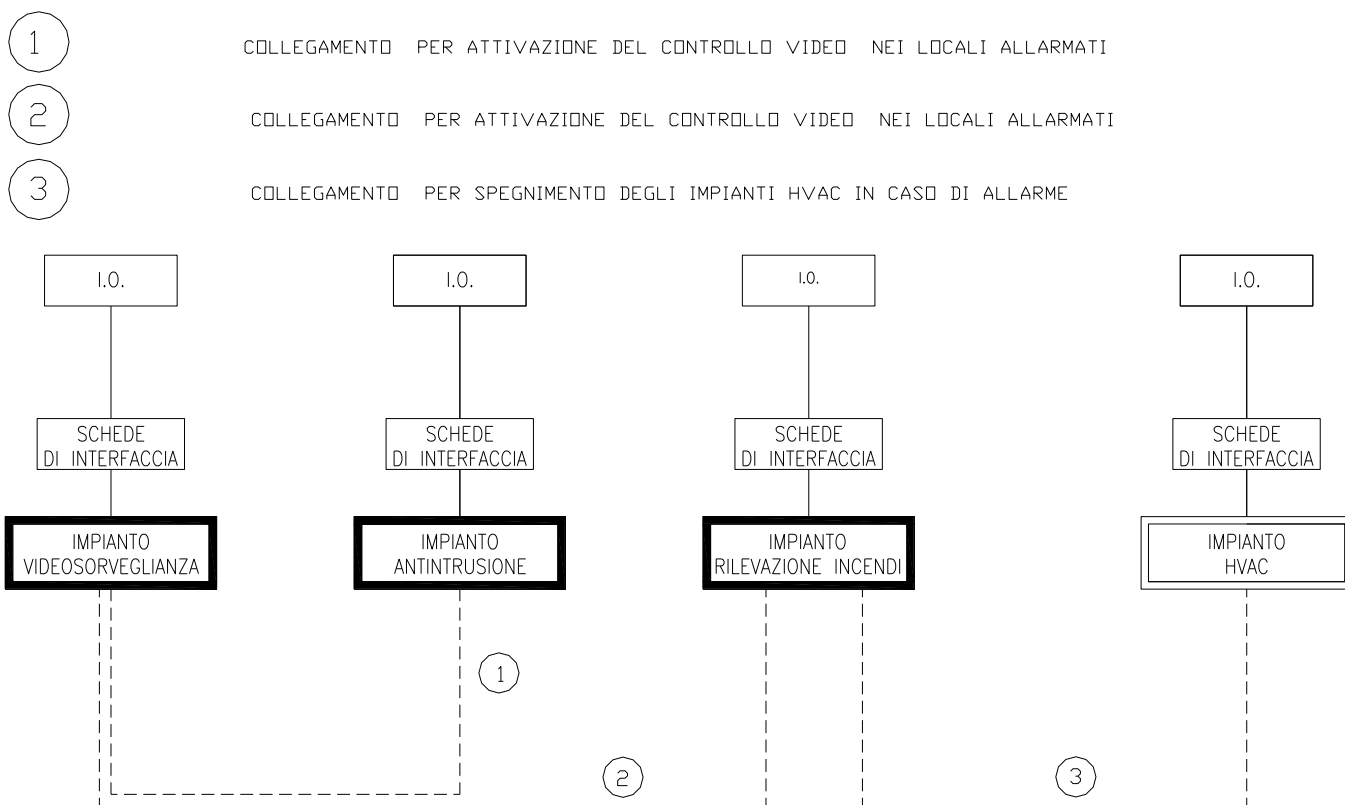 1 COLLEGAMENTO PER ATTIVAZIONE DEL CONTROLLO VIDEO NEI LOCALI ALLARMATI
2 COLLEGAMENTO PER ATTIVAZIONE DEL CONTROLLO VIDEO NEI LOCALI ALLARMATI
3 COLLEGAMENTO PER SPEGNIMENTO DEGLI IMPIANTI HVAC IN CASO DI ALLARME
I.O.
I.O.
I.O.
I.O.
SCHEDE
DI INTERFACCIA
SCHEDE
DI INTERFACCIA
SCHEDE
DI INTERFACCIA
SCHEDE
DI INTERFACCIA
IMPIANTO
VIDEOSORVEGLIANZA
IMPIANTO
ANTINTRUSIONE
IMPIANTO
RILEVAZIONE INCENDI
IMPIANTO
HVAC
1
2
3